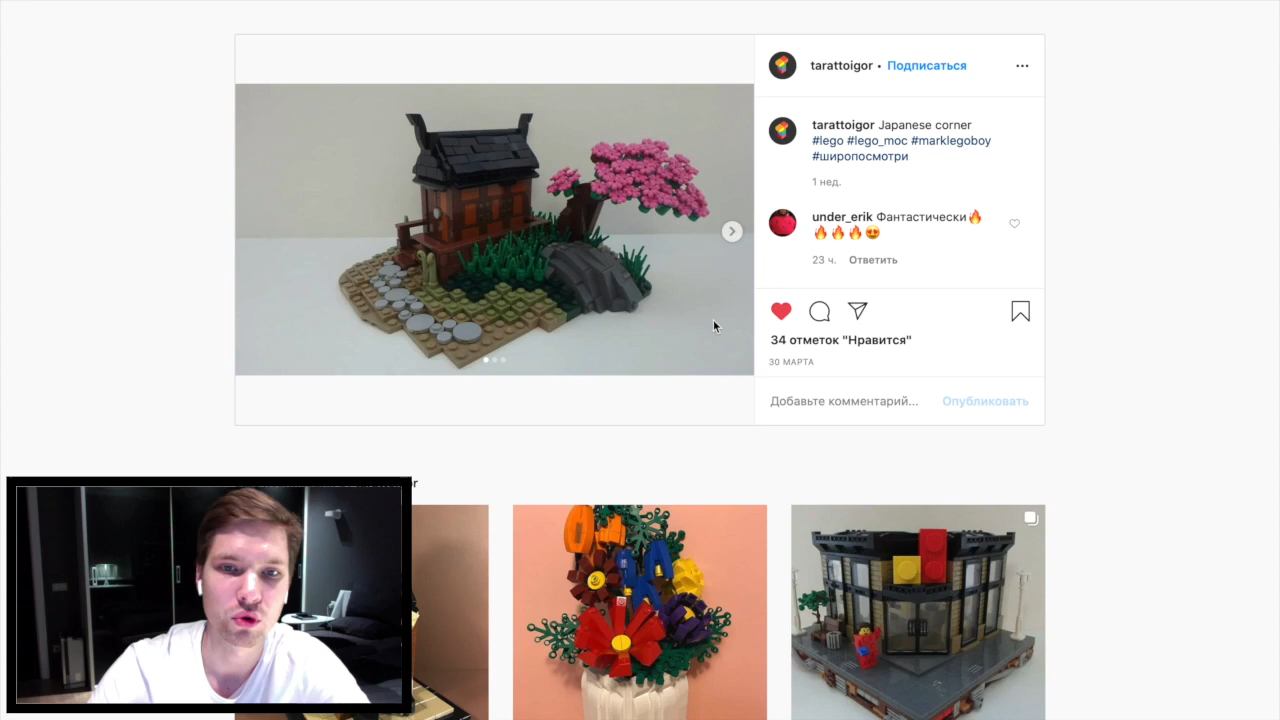 tarattoigor • Подписаться
tarattoigor Japanese corner
#lego #lego_moc #marklegoboy
#широпосмотри
1 нед.
under_erik Фантастически🔥
🔥🔥🔥😍
23 ч. Ответить
34 отметок "Нравится"
30 МАРТА
Добавьте комментарий... Опубликовать